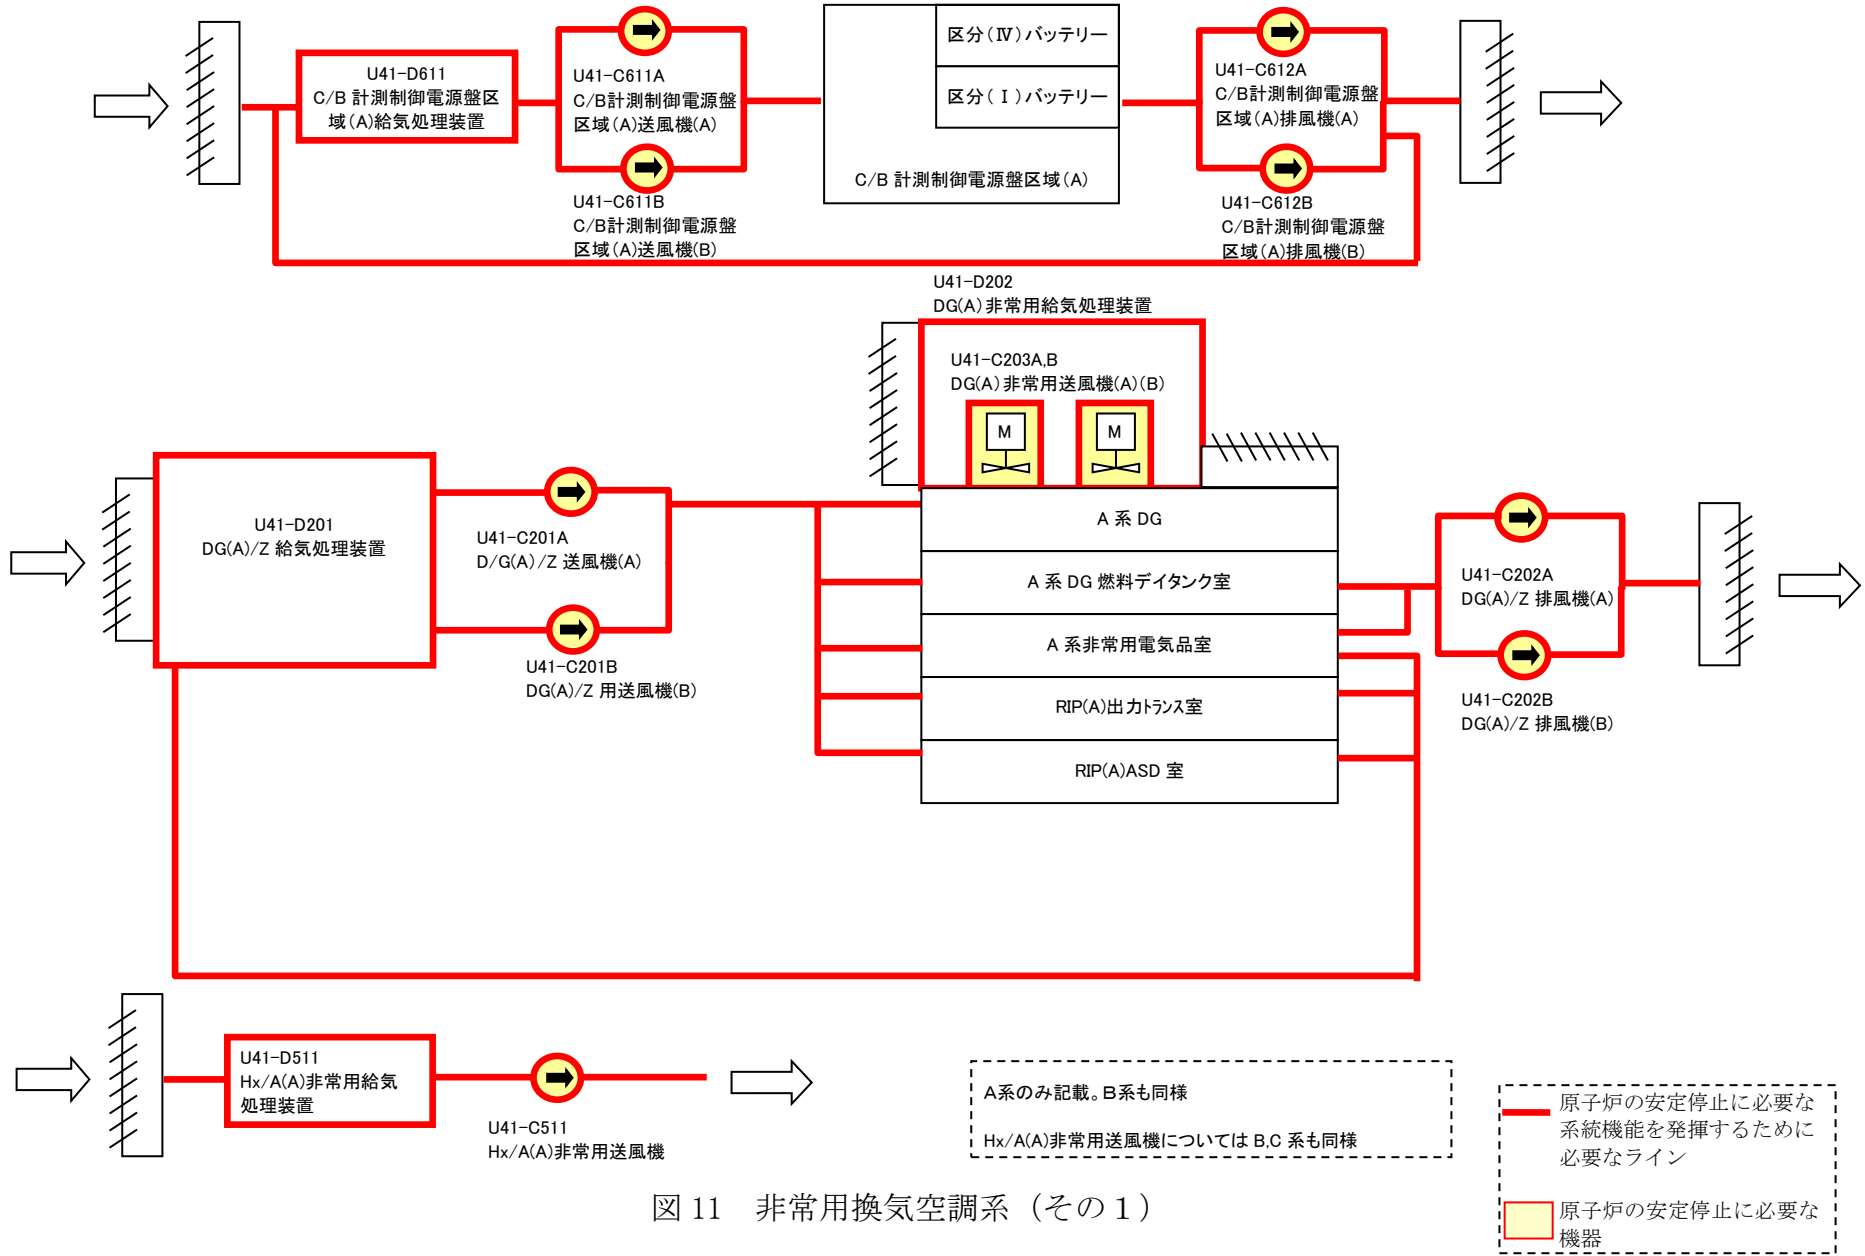 U41-D611
C/B 計測制御電源盤区
域(A)給気処理装置
U41-C611A
C/B計測制御電源盤
区域(A)送風機(A)
U41-C611B
C/B計測制御電源盤
区域(A)送風機(B)
区分(Ⅳ)バッテリー
区分(Ⅰ)バッテリー
C/B 計測制御電源盤区域(A)
U41-C612A
C/B計測制御電源盤
区域(A)排風機(A)
U41-C612B
C/B計測制御電源盤
区域(A)排風機(B)
U41-D202
DG(A)非常用給気処理装置
U41-C203A,B
DG(A)非常用送風機(A)(B)
M
M
U41-D201
DG(A)/Z 給気処理装置
U41-C201A
D/G(A)/Z 送風機(A)
U41-C201B
DG(A)/Z 用送風機(B)
A 系 DG
A 系 DG 燃料デイタンク室
A 系非常用電気品室
RIP(A)出力トランス室
RIP(A)ASD 室
U41-C202A
DG(A)/Z 排風機(A)
U41-C202B
DG(A)/Z 排風機(B)
U41-D511
Hx/A(A)非常用給気
処理装置
U41-C511
Hx/A(A)非常用送風機
A系のみ記載。B系も同様
Hx/A(A)非常用送風機については B,C 系も同様
原子炉の安定停止に必要な
系統機能を発揮するために
必要なライン
原子炉の安定停止に必要な
機器
図 11　非常用換気空調系（その１）